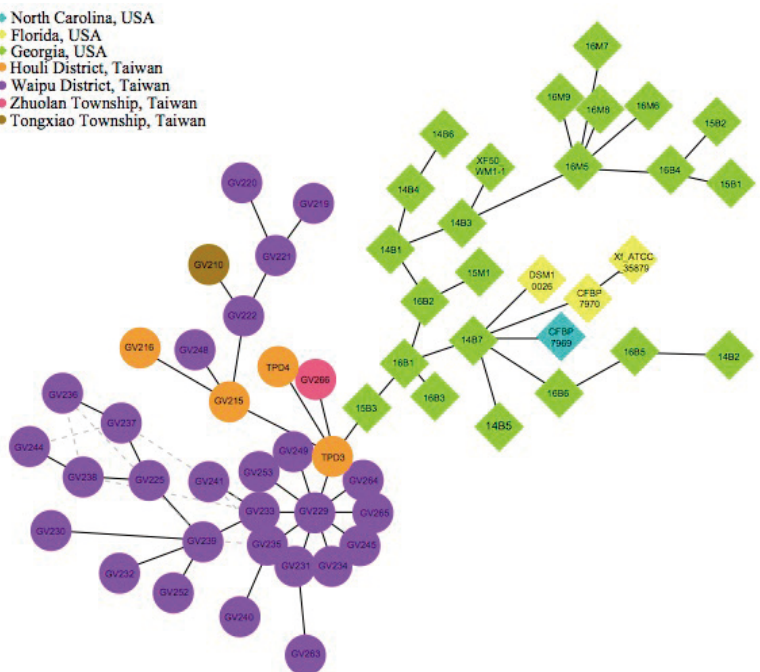 North Carolina, USA
Florida, USA
Georgia, USA
Houli District, Taiwan
Waipu District, Taiwan
Zhuolan Township, Taiwan
Tongxiao Township, Taiwan
16M7
16M9
16M8
16M6
15B2
14B6
XF50_
WM1-1
16M5
16B4
15B1
14B4
14B3
GV220
GV219
14B1
GV221
Xf_ATCC
_35879
GV210
15M1
DSM1
0026
CFBP
7970
16B2
GV222
CFBP
7969
GV216
GV248
14B7
16B5
14B2
TPD4
GV266
16B1
GV236
GV215
16B3
16B6
15B3
GV237
14B5
GV244
GV249
TPD3
GV238
GV225
GV241
GV253
GV264
GV233
GV229
GV265
GV230
GV239
GV235
GV245
GV232
GV231
GV234
GV252
GV240
GV263